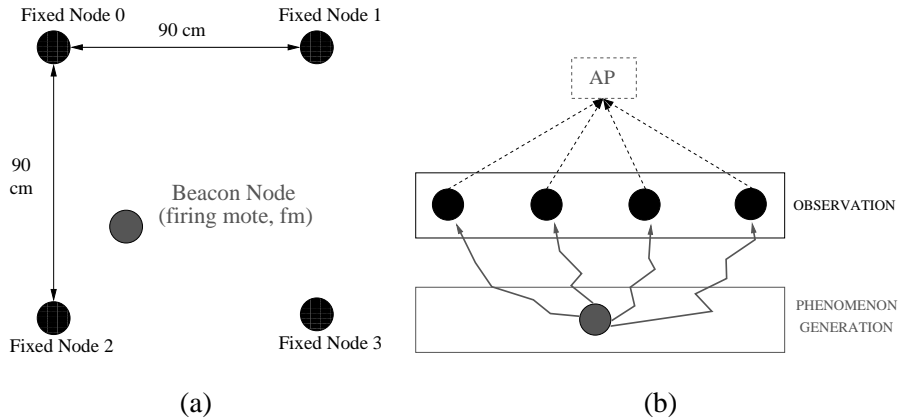 Fixed Node 0
Fixed Node 1
90 cm
90
cm
Beacon Node
(firing mote, fm)
Fixed Node 2
Fixed Node 3
(a)
AP
OBSERVATION
PHENOMENON
GENERATION
(b)